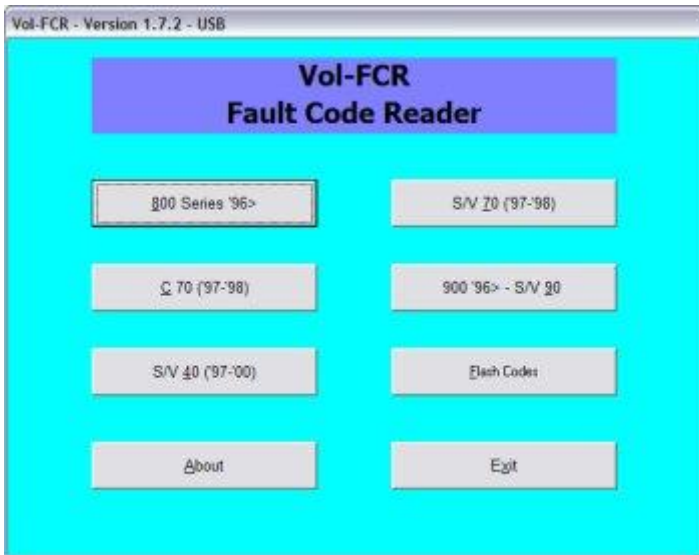 Vol-FCR - Version 1.7.2 - USB
Vol-FCR
Fault Code Reader
800 Series '96>
S/V 70 ('97-'98)
C 70 ('97-'98)
900 '96> - S/V 90
S/V 40 ('97-'00)
Flash Codes
About
Exit